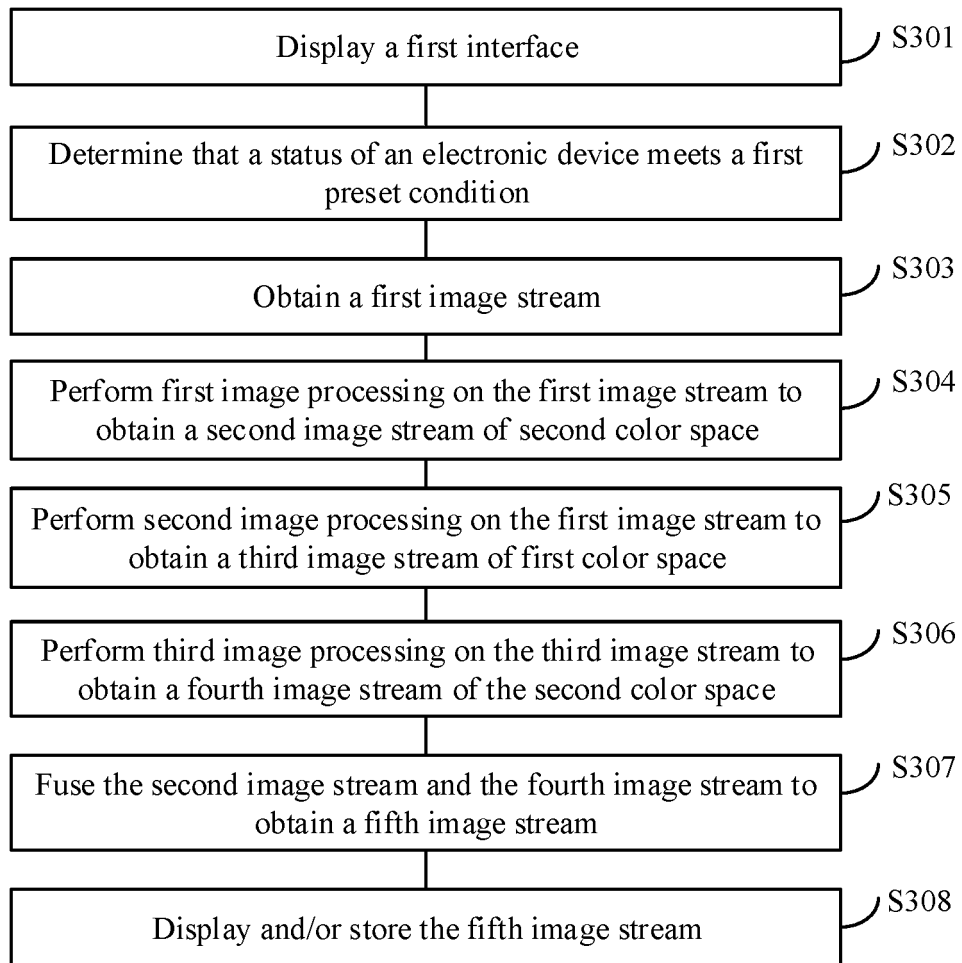 Display a first interface
S301
Determine that a status of an electronic device meets a first
preset condition
S302
Obtain a first image stream
S303
Perform first image processing on the first image stream to
obtain a second image stream of second color space
S304
Perform second image processing on the first image stream to
obtain a third image stream of first color space
S305
Perform third image processing on the third image stream to
obtain a fourth image stream of the second color space
S306
Fuse the second image stream and the fourth image stream to
obtain a fifth image stream
S307
Display and/or store the fifth image stream
S308